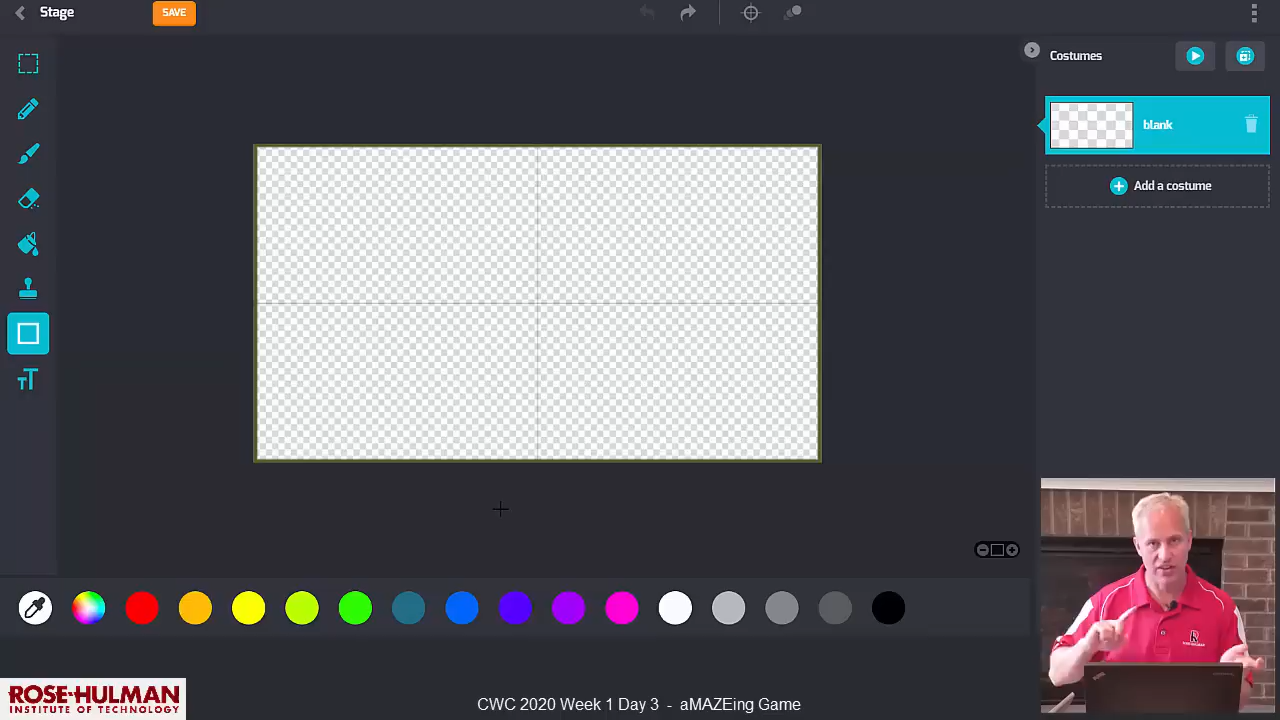 Stage
SAVE
Costumes
blank
Add a costume
TT
ROSE-HULMAN
INSTITUTE OF TECHNOLOGY
CWC 2020 Week 1 Day 3 - aMAZEing Game